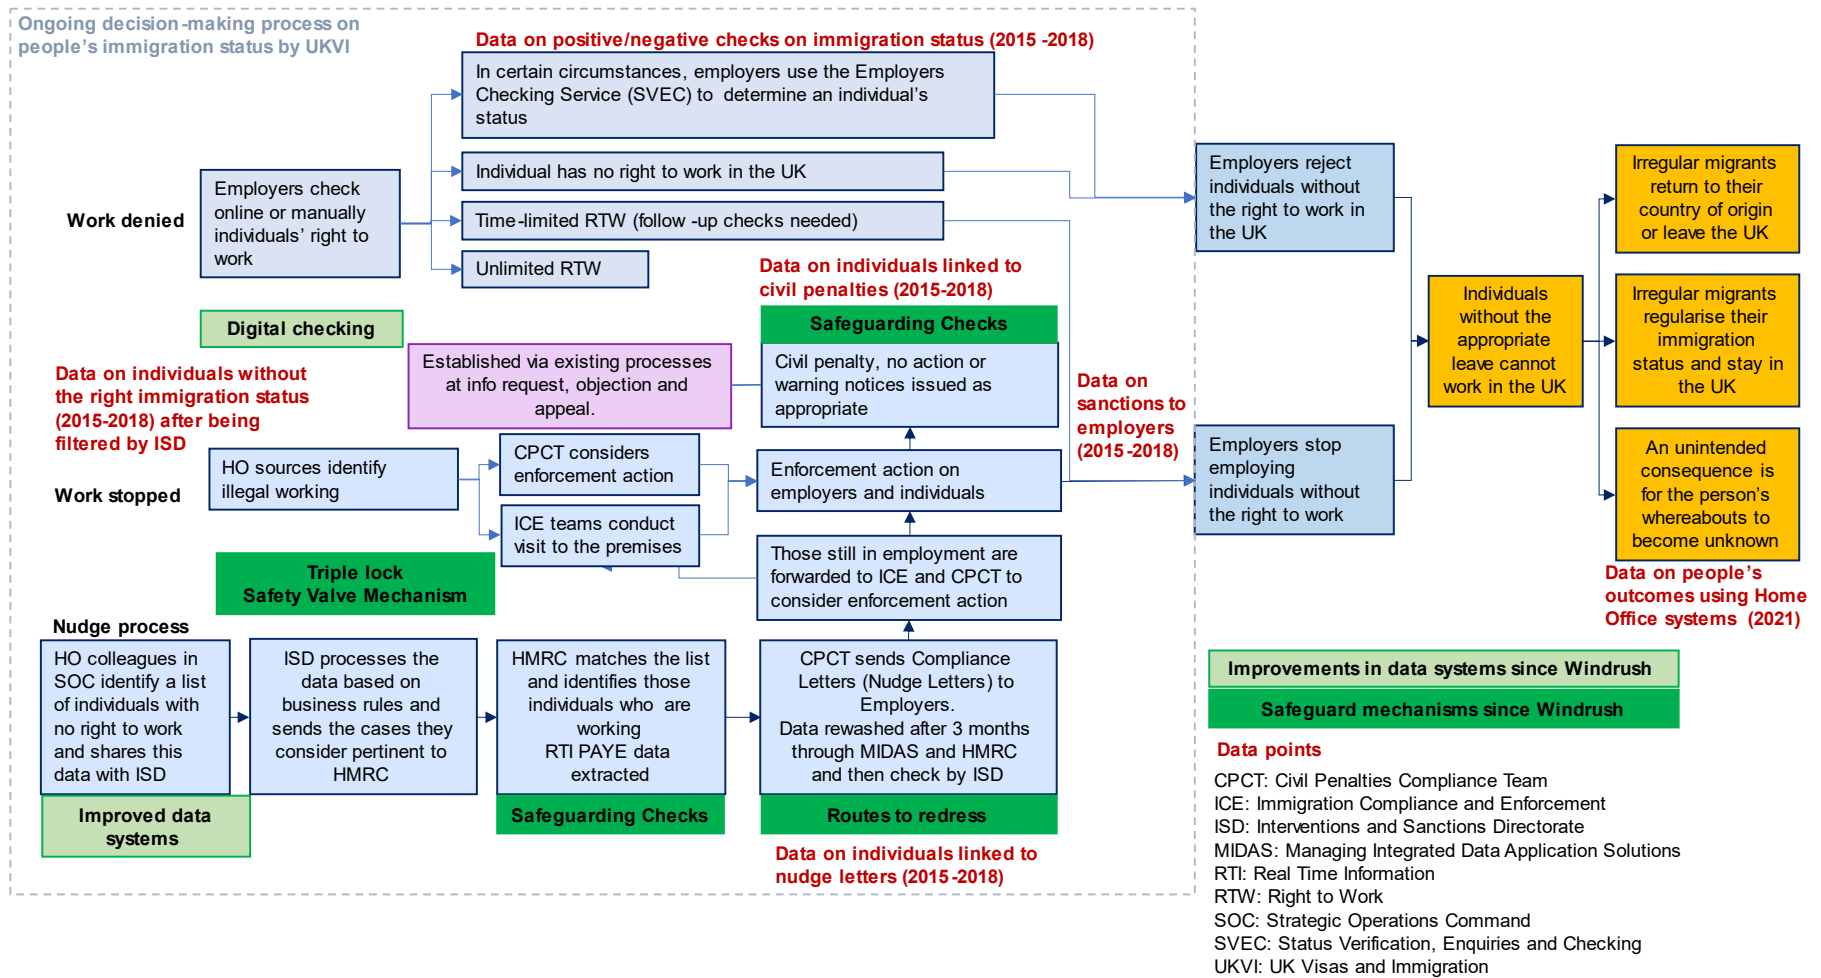 Ongoing decision-making process on
people's immigration status by UKVI
Data on positive/negative checks on immigration status (2015 -2018)
In certain circumstances, employers use the Employers
Checking Service (SVEC) to determine an individual's
status
Individual has no right to work in the UK
Time-limited RTW (follow -up checks needed)
Unlimited RTW
Work denied
Employers check
online or manually
individuals' right to
work
Digital checking
Data on individuals linked to
civil penalties (2015-2018)
Safeguarding Checks
Civil penalty, no action or
warning notices issued as
appropriate
Established via existing processes
at info request, objection and
appeal.
Data on individuals without
the right immigration status
(2015-2018) after being
filtered by ISD
Work stopped
HO sources identify
illegal working
CPCT considers
enforcement action
ICE teams conduct
visit to the premises
Enforcement action on
employers and individuals
Those still in employment are
forwarded to ICE and CPCT to
consider enforcement action
Triple lock
Safety Valve Mechanism
Nudge process
HO colleagues in
SOC identify a list
of individuals with
no right to work
and shares this
data with ISD
Improved data
systems
ISD processes the
data based on
business rules and
sends the cases they
consider pertinent to
HMRC
HMRC matches the list
and identifies those
individuals who are
working
RTI PAYE data
extracted
Safeguarding Checks
CPCT sends Compliance
Letters (Nudge Letters) to
Employers.
Data rewashed after 3 months
through MIDAS and HMRC
and then check by ISD
Routes to redress
Data on individuals linked to
nudge letters (2015-2018)
Data on
sanctions to
employers
(2015-2018)
Employers reject
individuals without
the right to work in
the UK
Employers stop
employing
individuals without
the right to work
Individuals
without the
appropriate
leave cannot
work in the UK
Irregular migrants
return to their
country of origin
or leave the UK
Irregular migrants
regularise their
immigration
status and stay in
the UK
An unintended
consequence is
for the person's
whereabouts to
become unknown
Data on people's
outcomes using Home
Office systems (2021)
Improvements in data systems since Windrush
Safeguard mechanisms since Windrush
Data points
CPCT: Civil Penalties Compliance Team
ICE: Immigration Compliance and Enforcement
ISD: Interventions and Sanctions Directorate
MIDAS: Managing Integrated Data Application Solutions
RTI: Real Time Information
RTW: Right to Work
SOC: Strategic Operations Command
SVEC: Status Verification, Enquiries and Checking
UKVI: UK Visas and Immigration